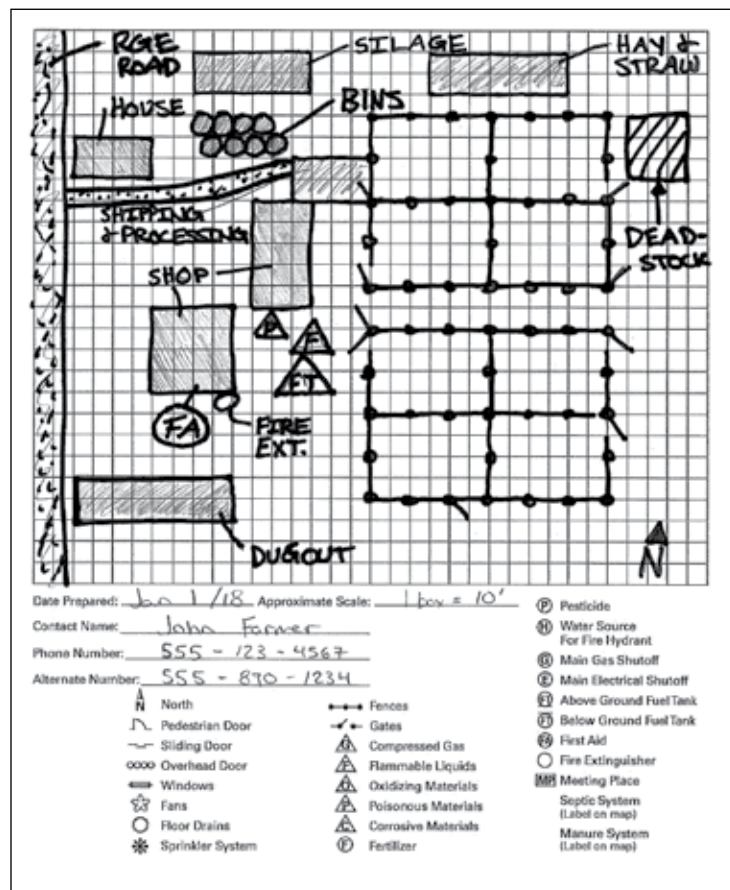 RGE
ROAD
SILAGE
HAY &
STRAW
HOUSE
BINS
SHIPPING
& PROCESSING
DEAD-
STOCK
SHOP
P
F
FT
FA
FIRE
EXT.
DUGOUT
N
Date Prepared: Jan 1/18 Approximate Scale: 1 box = 10'
Contact Name: John Farmer
Phone Number: 555-123-4567
Alternate Number: 555-890-1234
N North
Pedestrian Door
Sliding Door
Overhead Door
Windows
Fans
Floor Drains
Sprinkler System
Fences
Gates
G Compressed Gas
F Flammable Liquids
O Oxidizing Materials
P Poisonous Materials
C Corrosive Materials
F Fertilizer
P Pesticide
H Water Source
For Fire Hydrant
G Main Gas Shutoff
E Main Electrical Shutoff
FT Above Ground Fuel Tank
FT Below Ground Fuel Tank
FA First Aid
Fire Extinguisher
MP Meeting Place
Septic System
(Label on map)
Manure System
(Label on map)